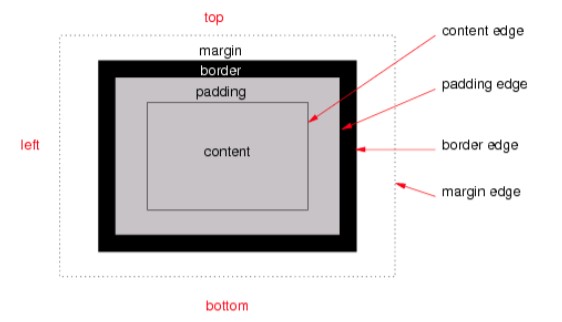 top
content edge
margin
border
padding edge
padding
left
content
border edge
margin edge
bottom